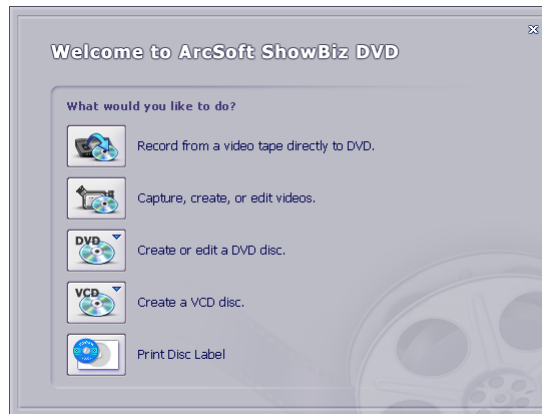 Welcome to ArcSoft ShowBiz DVD
What would you like to do?
Record from a video tape directly to DVD.
Capture, create, or edit videos.
DVD
Create or edit a DVD disc.
VCD
Create a VCD disc.
Print Disc Label